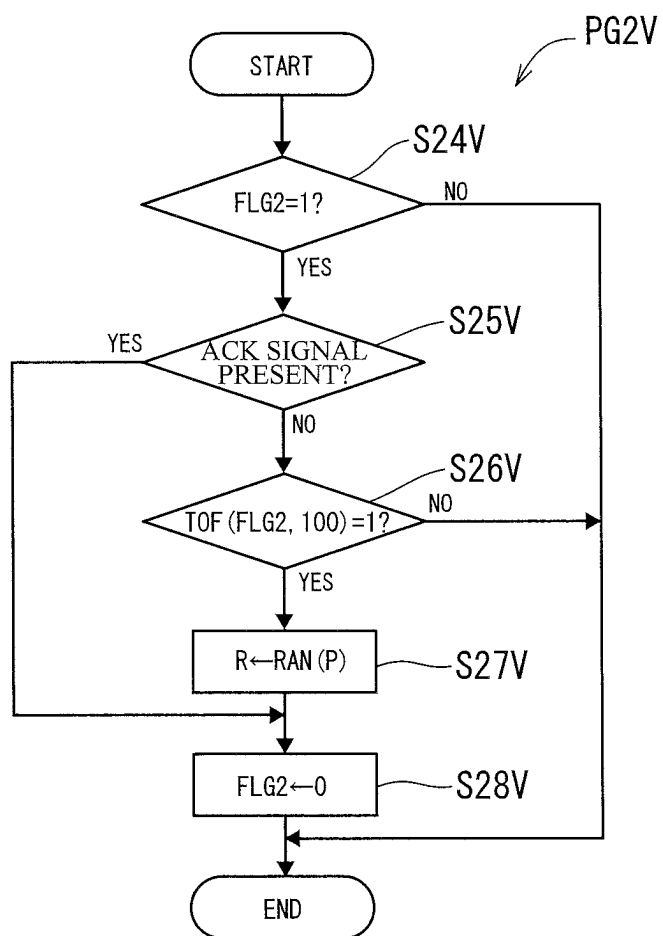 PG2V
START
S24V
FLG2=1?
NO
YES
S25V
YES
ACK SIGNAL
PRESENT?
NO
S26V
TOF(FLG2, 100)=1?
NO
YES
R←RAN(P)
S27V
FLG2←0
S28V
END